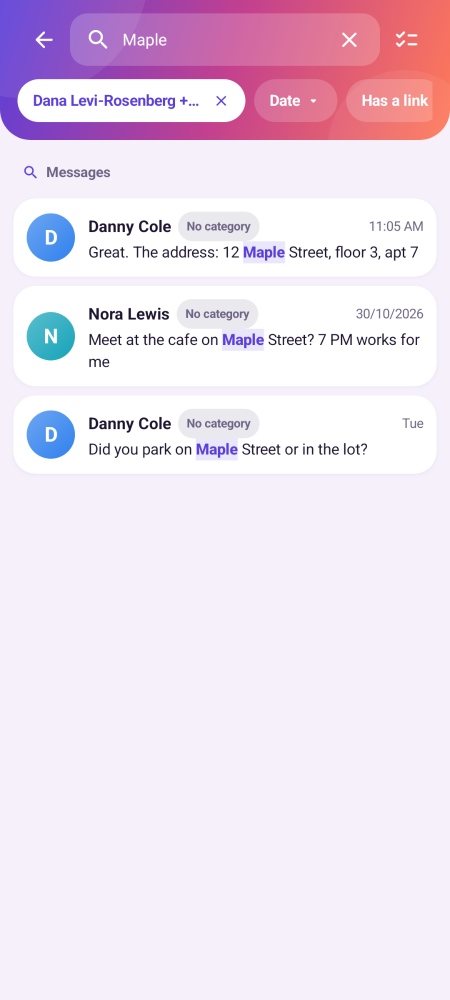 Maple
Dana Levi-Rosenberg +...
Date
Has a link
Messages
D
Danny Cole
No category
11:05 AM
Great. The address: 12 Maple Street, floor 3, apt 7
N
Nora Lewis
No category
30/10/2026
Meet at the cafe on Maple Street? 7 PM works for
me
D
Danny Cole
No category
Tue
Did you park on Maple Street or in the lot?